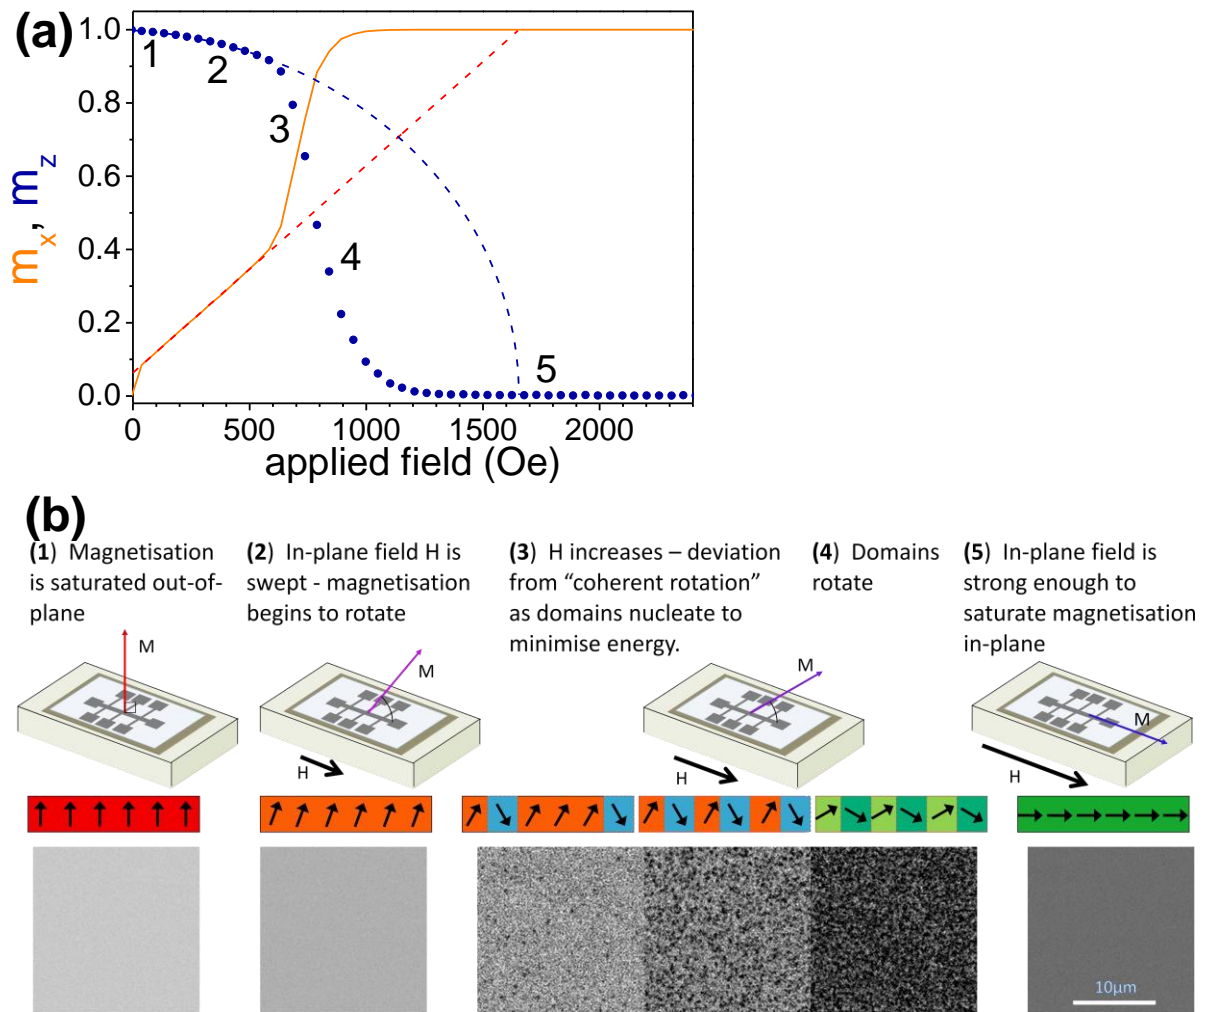 (a)
1.0
0.8
0.6
0.4
0.2
0.0
mx, mz
1
2
3
4
5
0 500 1000 1500 2000
applied field (Oe)
(b)
(1) Magnetisation
is saturated out-of-
plane
(2) In-plane field H is
swept - magnetisation
begins to rotate
(3) H increases – deviation
from “coherent rotation”
as domains nucleate to
minimise energy.
(4) Domains
rotate
(5) In-plane field is
strong enough to
saturate magnetisation
in-plane
M
M
H
M
H
M
H
10μm